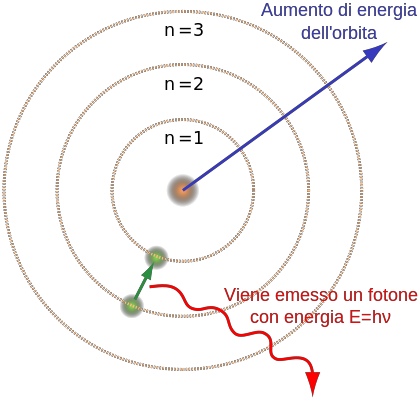 Aumento di energia
dell'orbita
n=3
n=2
n=1
Viene emesso un fotone
con energia E=hν